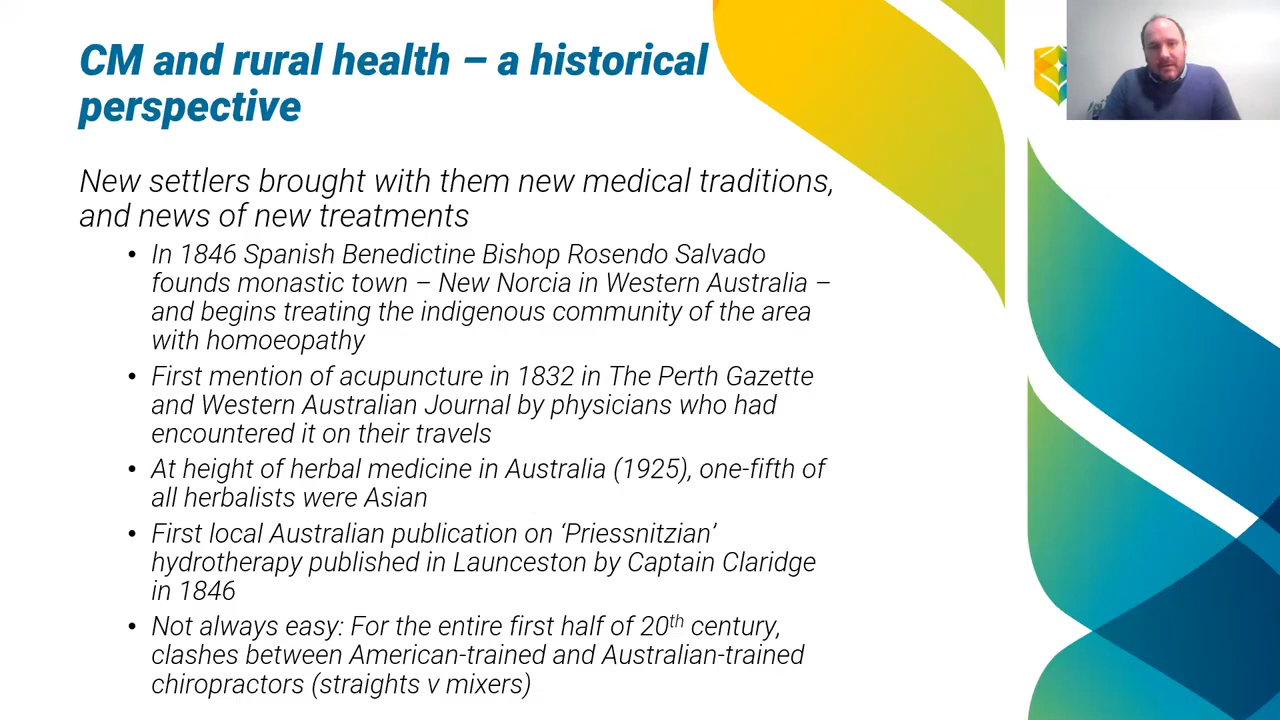 CM and rural health – a historical
perspective
New settlers brought with them new medical traditions,
and news of new treatments
• In 1846 Spanish Benedictine Bishop Rosendo Salvado
founds monastic town – New Norcia in Western Australia –
and begins treating the indigenous community of the area
with homoeopathy
• First mention of acupuncture in 1832 in The Perth Gazette
and Western Australian Journal by physicians who had
encountered it on their travels
• At height of herbal medicine in Australia (1925), one-fifth of
all herbalists were Asian
• First local Australian publication on ‘Priessnitzian’
hydrotherapy published in Launceston by Captain Claridge
in 1846
• Not always easy: For the entire first half of 20th century,
clashes between American-trained and Australian-trained
chiropractors (straights v mixers)